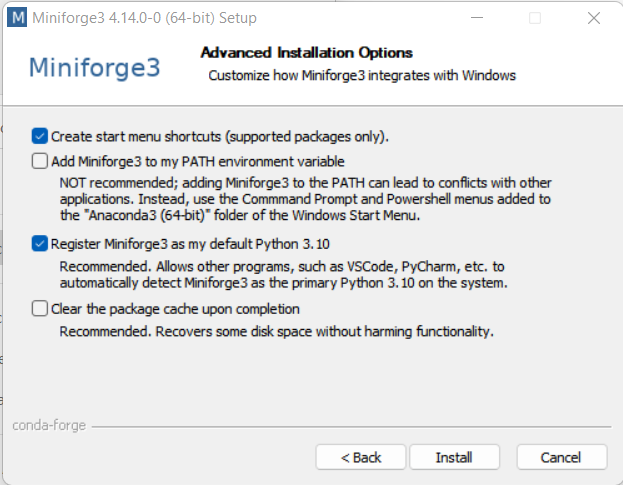 M Miniforge3 4.14.0-0 (64-bit) Setup
Miniforge3
Advanced Installation Options
Customize how Miniforge3 integrates with Windows
Create start menu shortcuts (supported packages only).
Add Miniforge3 to my PATH environment variable
NOT recommended; adding Miniforge3 to the PATH can lead to conflicts with other
applications. Instead, use the Commmand Prompt and Powershell menus added to
the "Anaconda3 (64-bit)" folder of the Windows Start Menu.
Register Miniforge3 as my default Python 3.10
Recommended. Allows other programs, such as VSCode, PyCharm, etc. to
automatically detect Miniforge3 as the primary Python 3.10 on the system.
Clear the package cache upon completion
Recommended. Recovers some disk space without harming functionality.
conda-forge
< Back
Install
Cancel